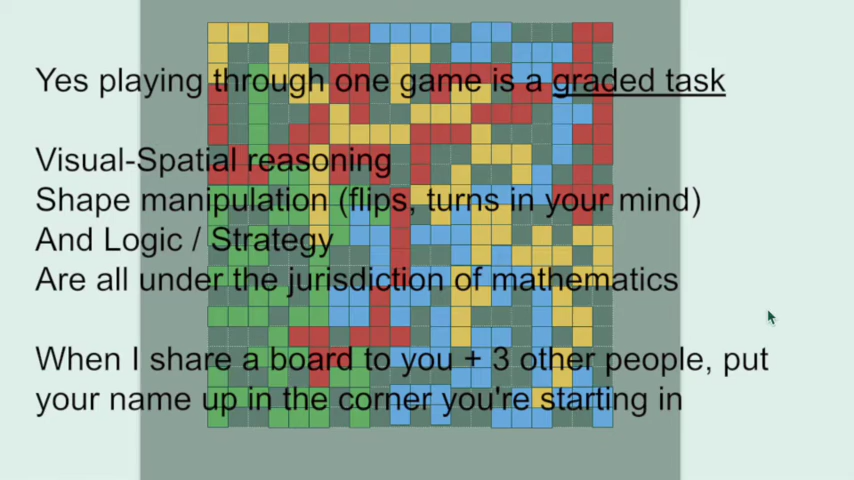 Yes playing through one game is a graded task
Visual-Spatial reasoning
Shape manipulation (flips, turns in your mind)
And Logic / Strategy
Are all under the jurisdiction of mathematics
When I share a board to you + 3 other people, put
your name up in the corner you're starting in